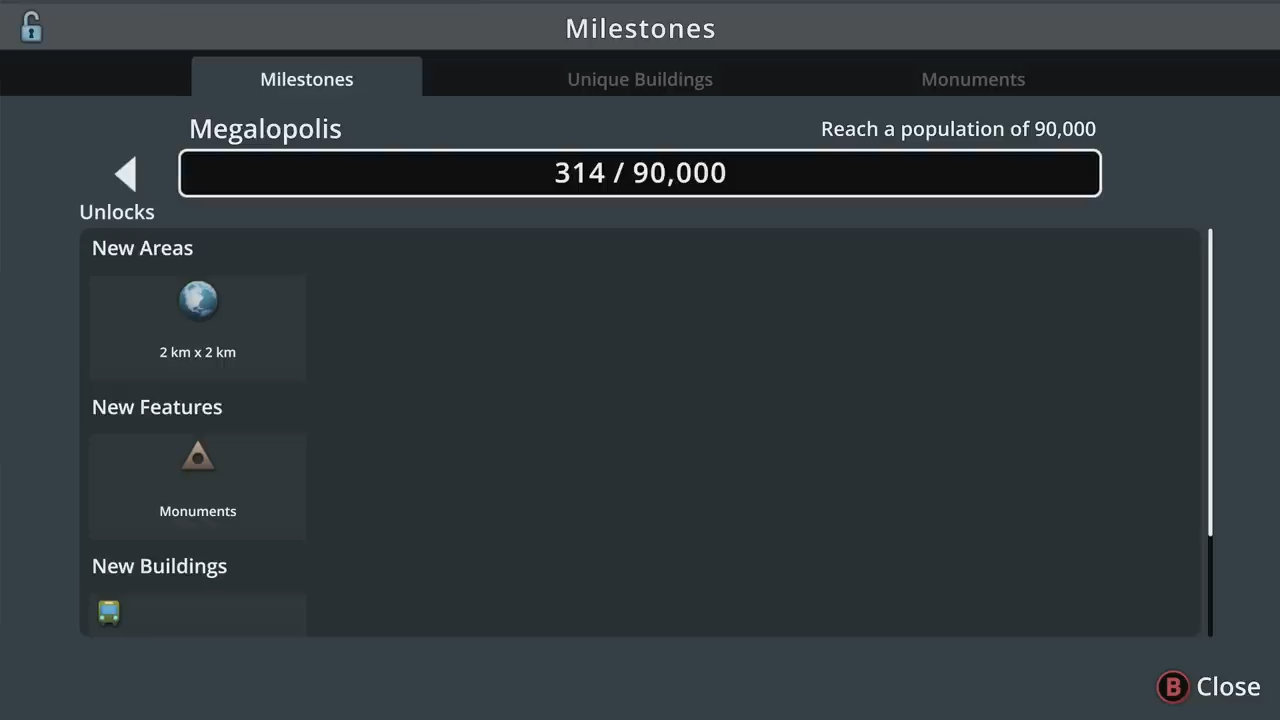 Milestones
Milestones
Unique Buildings
Monuments
Megalopolis
Reach a population of 90,000
314 / 90,000
Unlocks
New Areas
2 km x 2 km
New Features
Monuments
New Buildings
B Close